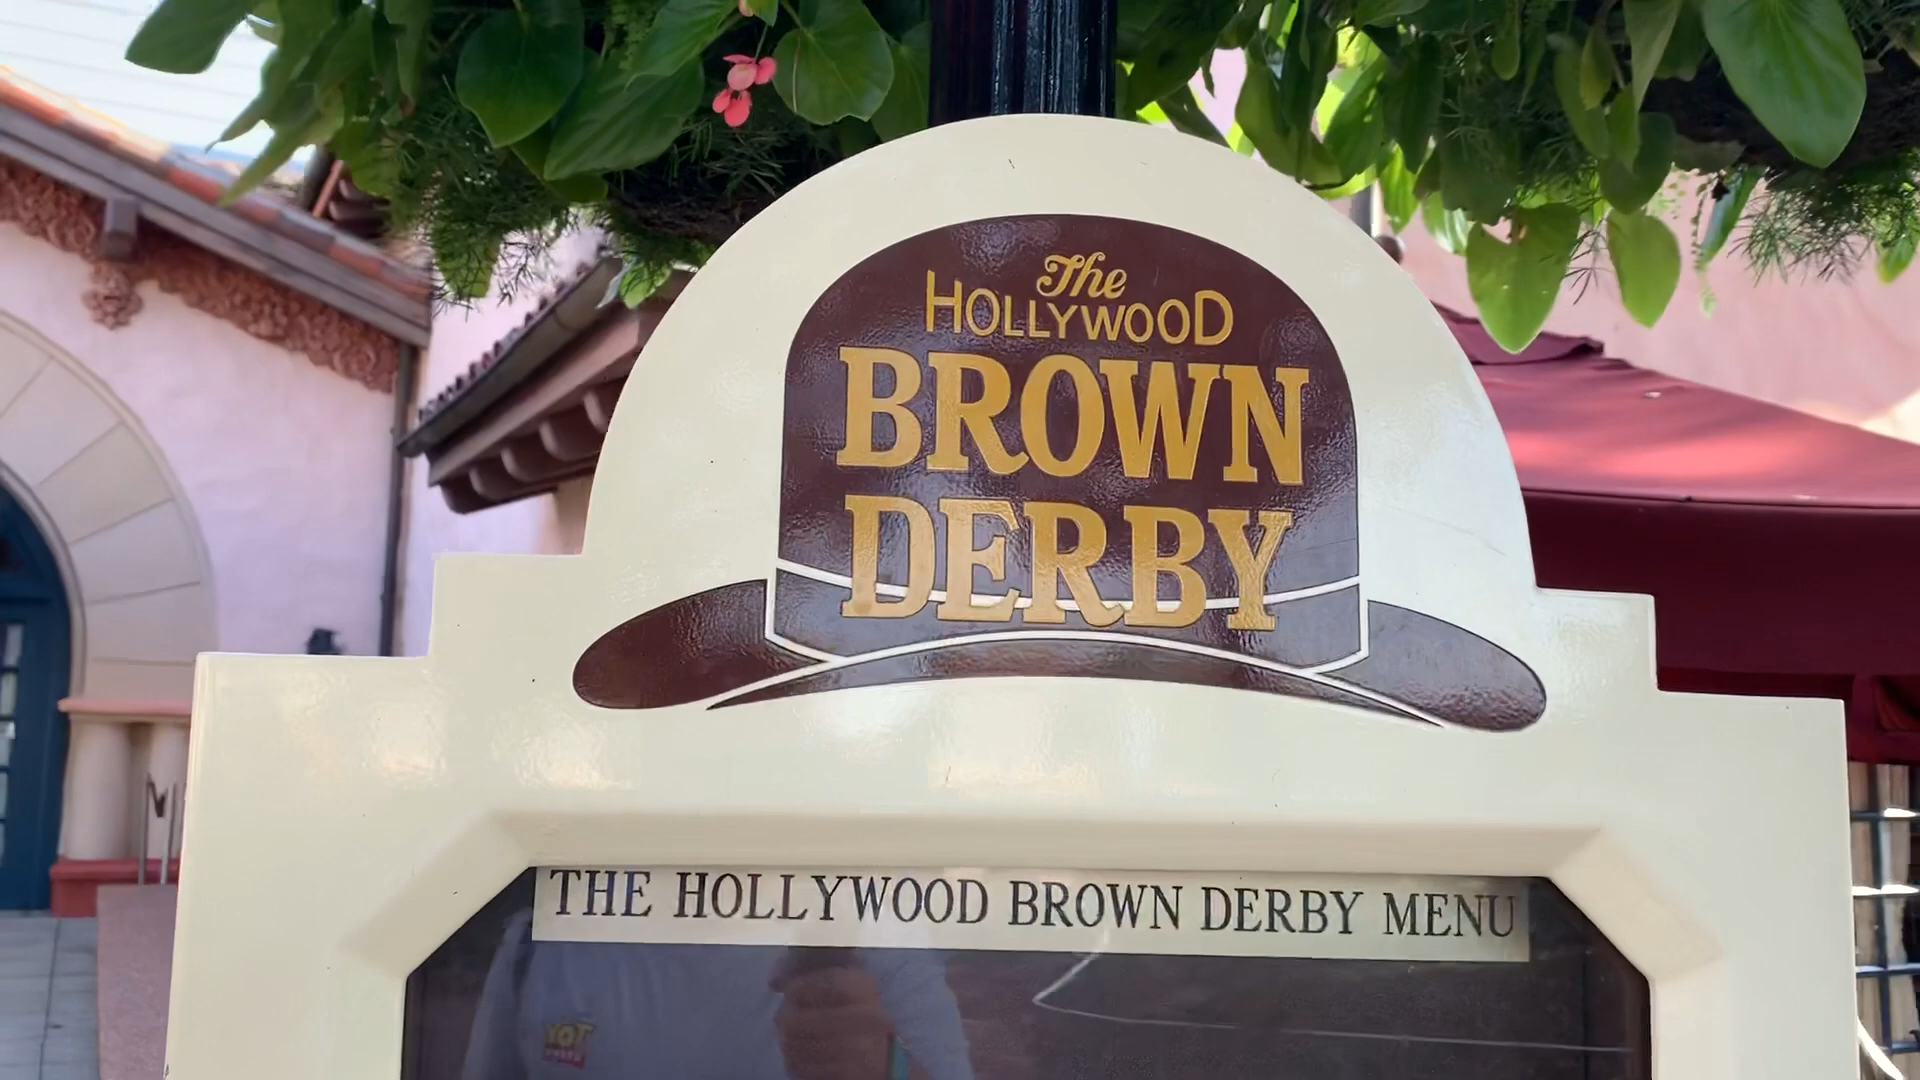 The
HOLLYWOOD
BROWN
DERBY
THE HOLLYWOOD BROWN DERBY MENU